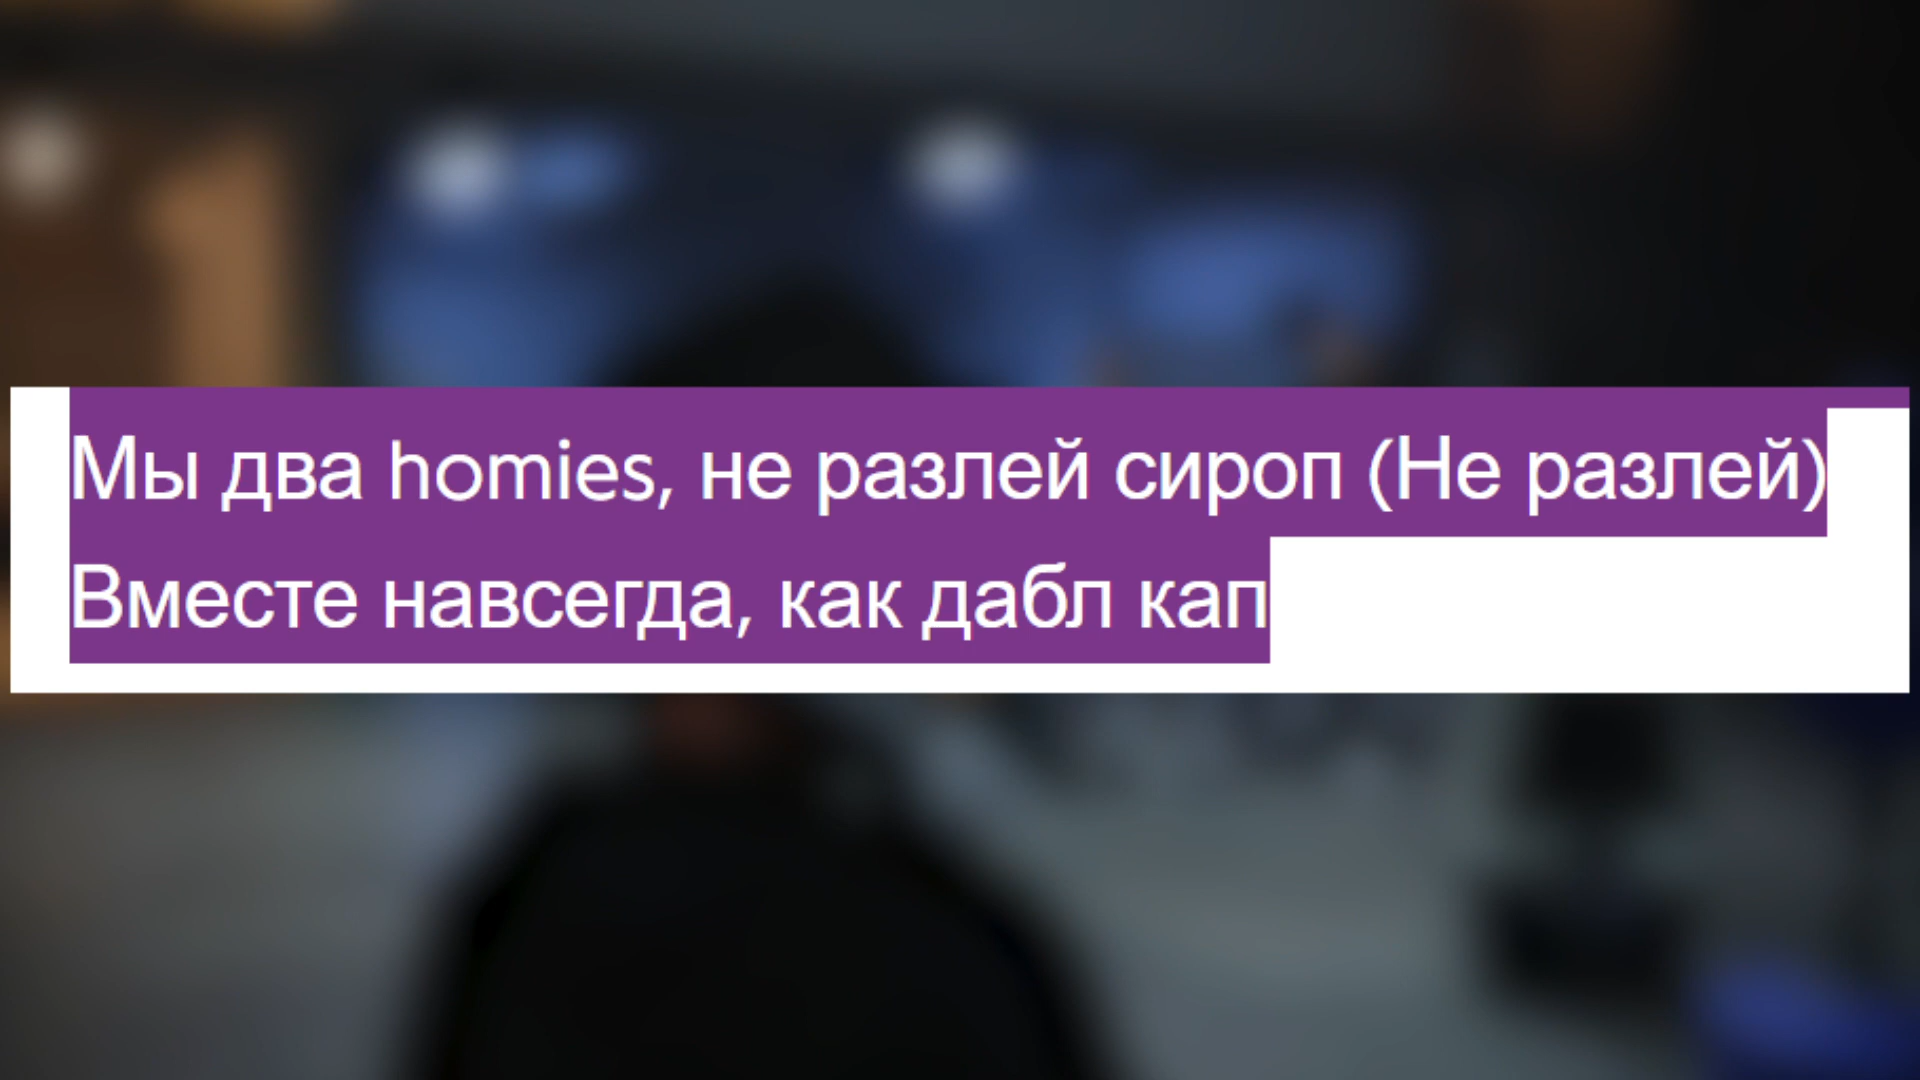 Мы два homies, не разлей сироп (Не разлей)
Вместе навсегда, как дабл кап